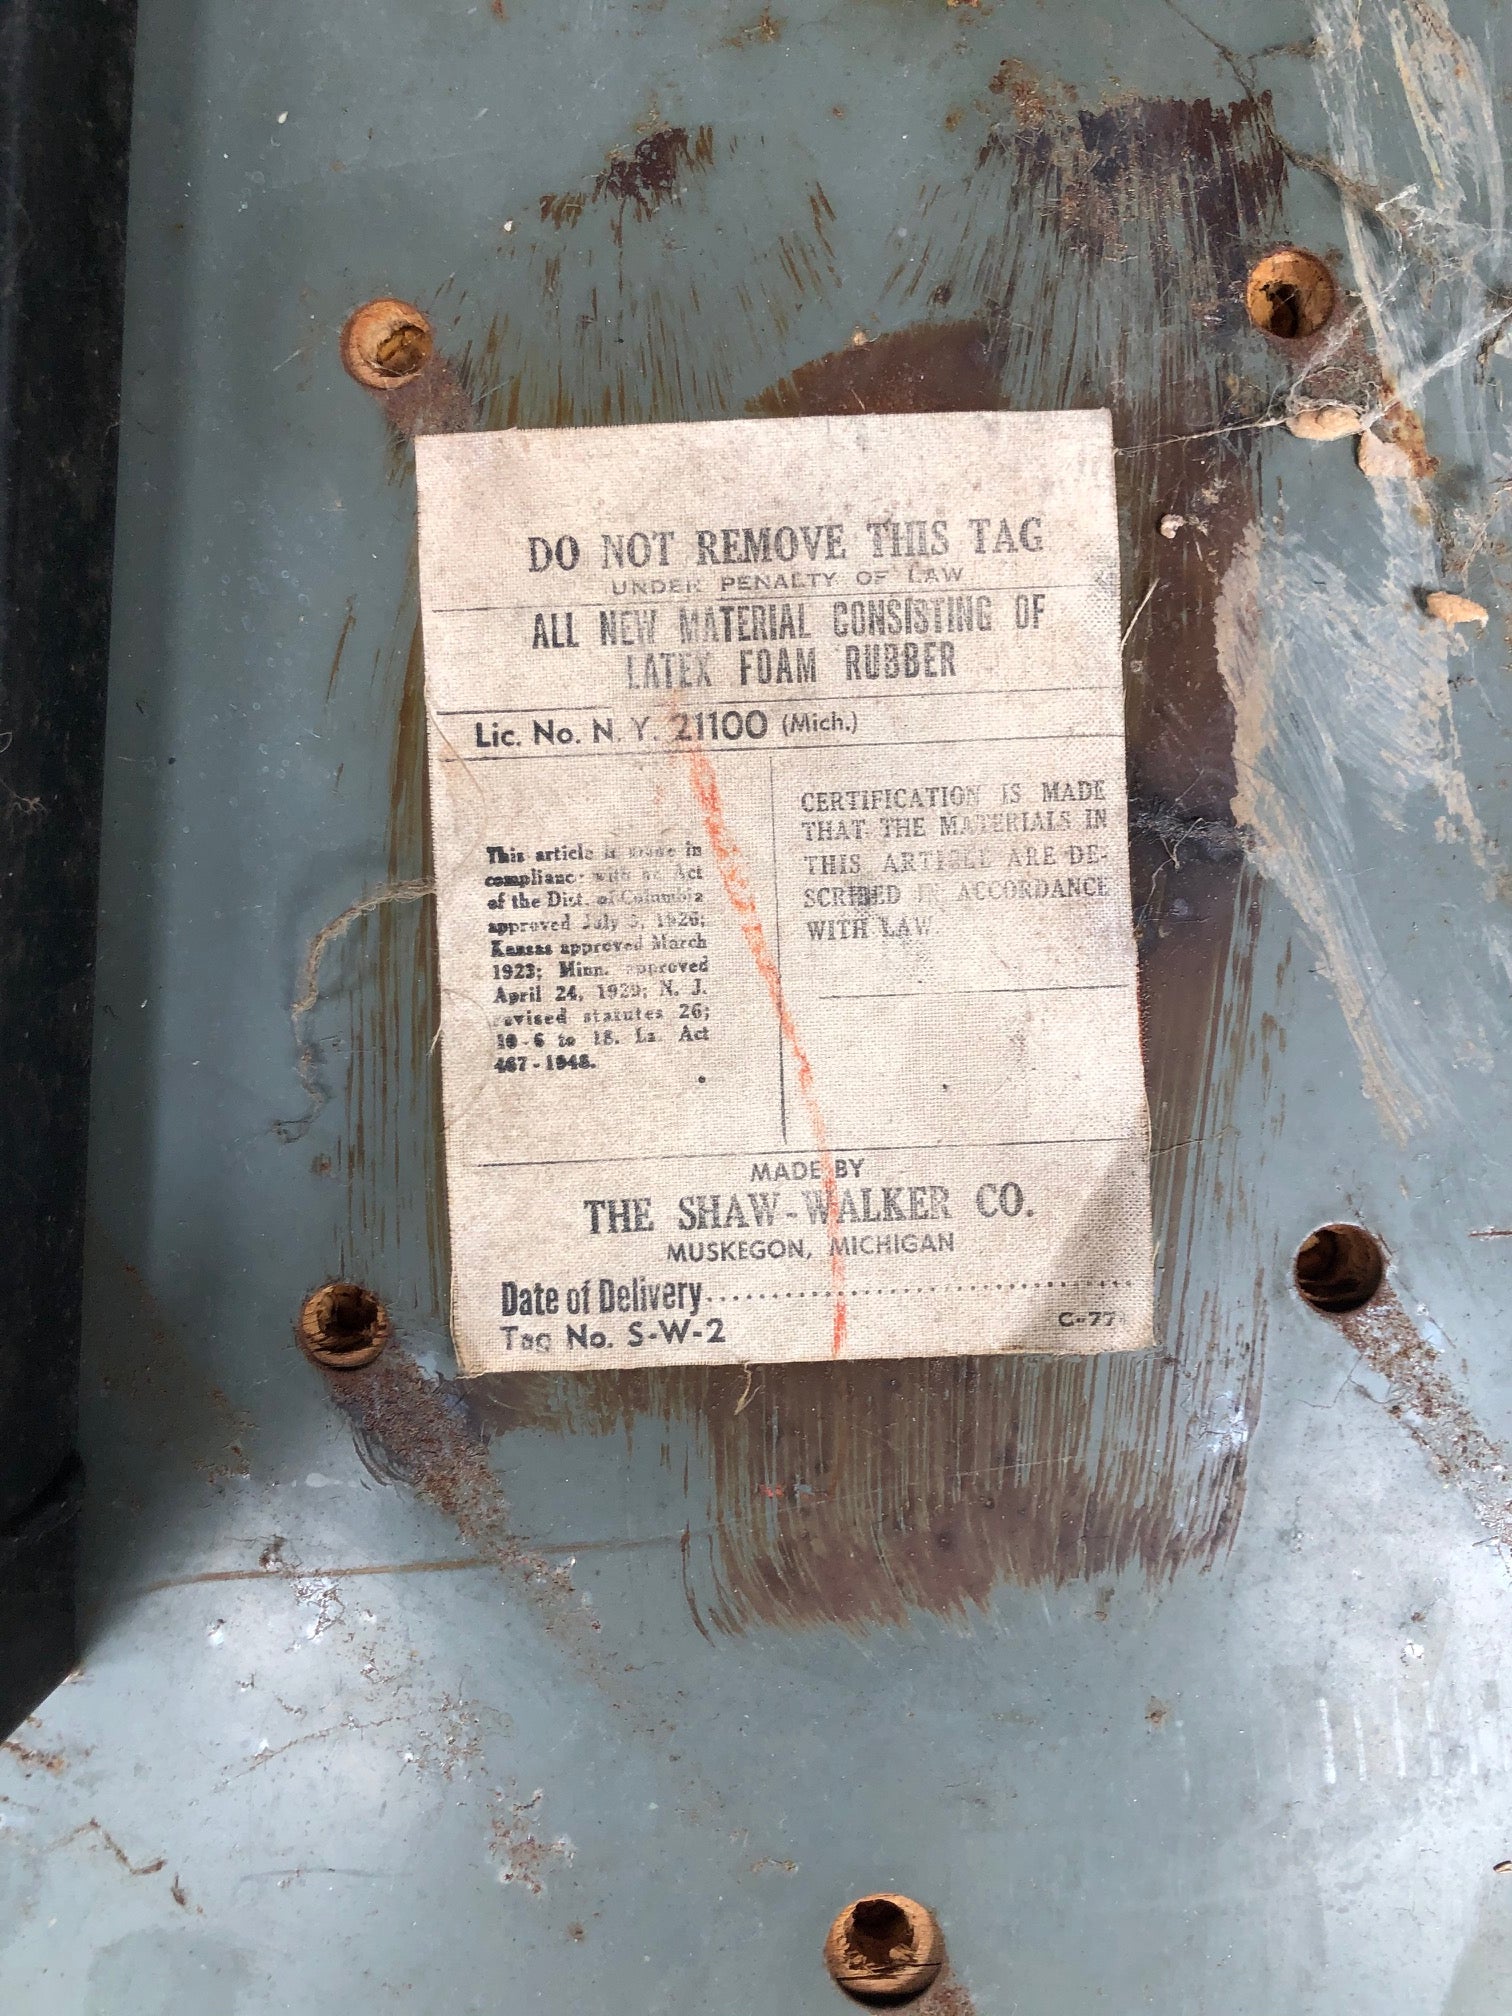 DO NOT REMOVE THIS TAG
UNDER PENALTY OF LAW
ALL NEW MATERIAL CONSISTING OF
LATEX FOAM RUBBER
Lic. No. N. Y. 21100 (Mich.)
This article is made in
compliance with an Act
of the Dist. of Columbia
approved July 3, 1926;
Kansas approved March
1923; Minn. approved
April 24, 1929; N. J.
revised statutes 26;
10-6 to 18. La. Act
467-1948.
CERTIFICATION IS MADE
THAT THE MATERIALS IN
THIS ARTICLE ARE DE-
SCRIBED IN ACCORDANCE
WITH LAW.
MADE BY
THE SHAW-WALKER CO.
MUSKEGON, MICHIGAN
Date of Delivery
Tag No. S-W-2